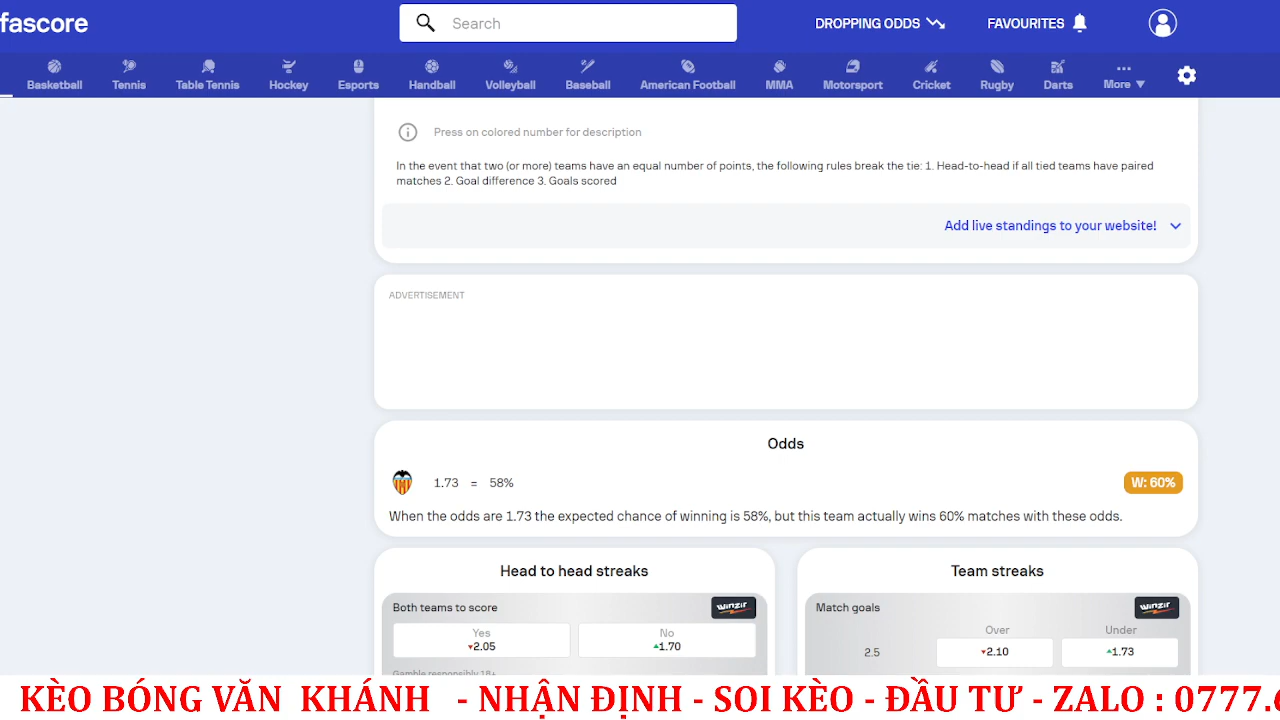 fascore
Search
DROPPING ODDS
FAVOURITES
Basketball Tennis Table Tennis Hockey Esports Handball Volleyball Baseball American Football MMA Motorsport Cricket Rugby Darts More
Press on colored number for description
In the event that two (or more) teams have an equal number of points, the following rules break the tie: 1. Head-to-head if all tied teams have paired
matches 2. Goal difference 3. Goals scored
Add live standings to your website!
ADVERTISEMENT
Odds
1.73 = 58%
W: 60%
When the odds are 1.73 the expected chance of winning is 58%, but this team actually wins 60% matches with these odds.
Head to head streaks
Both teams to score
winzir
Yes
2.05
No
1.70
Gamble responsibly 18+
Team streaks
Match goals
winzir
Over Under
2.5 2.10 1.73
KÈO BÓNG VĂN KHÁNH - NHẬN ĐỊNH - SOI KÈO - ĐẦU TƯ - ZALO : 0777.6